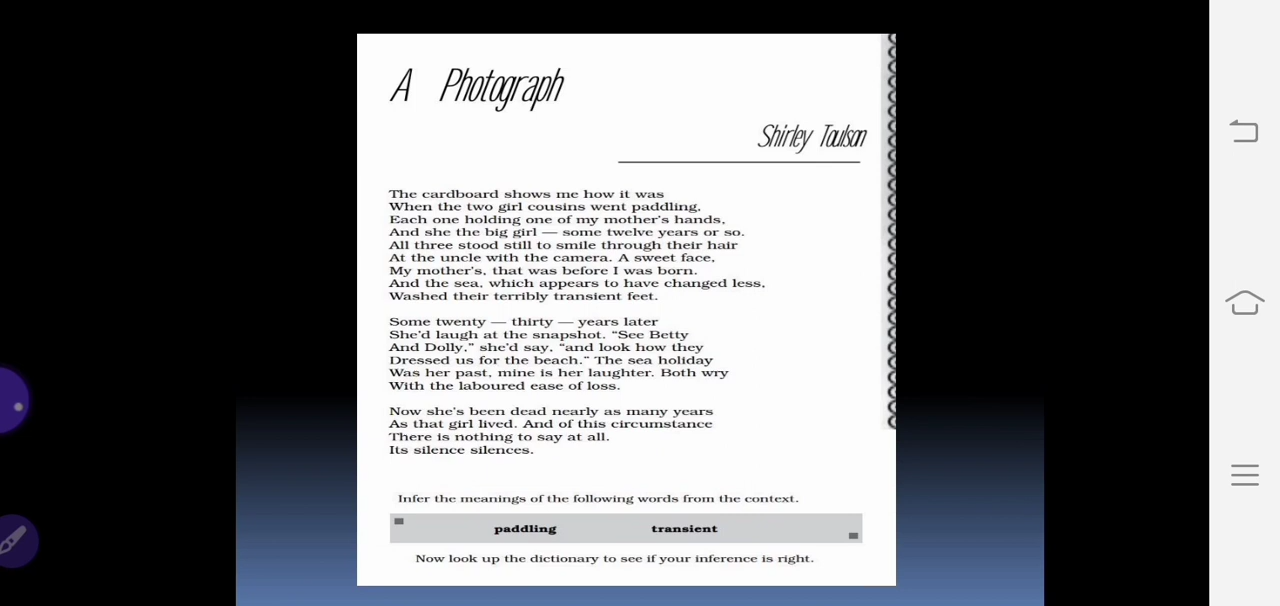 A Photograph
Shirley Toulson
The cardboard shows me how it was
When the two girl cousins went paddling,
Each one holding one of my mother's hands,
And she the big girl — some twelve years or so.
All three stood still to smile through their hair
At the uncle with the camera. A sweet face,
My mother's, that was before I was born.
And the sea, which appears to have changed less,
Washed their terribly transient feet.
Some twenty — thirty — years later
She'd laugh at the snapshot. “See Betty
And Dolly,” she'd say, “and look how they
Dressed us for the beach.” The sea holiday
Was her past, mine is her laughter. Both wry
With the laboured ease of loss.
Now she's been dead nearly as many years
As that girl lived. And of this circumstance
There is nothing to say at all.
Its silence silences.
Infer the meanings of the following words from the context.
paddling transient
Now look up the dictionary to see if your inference is right.